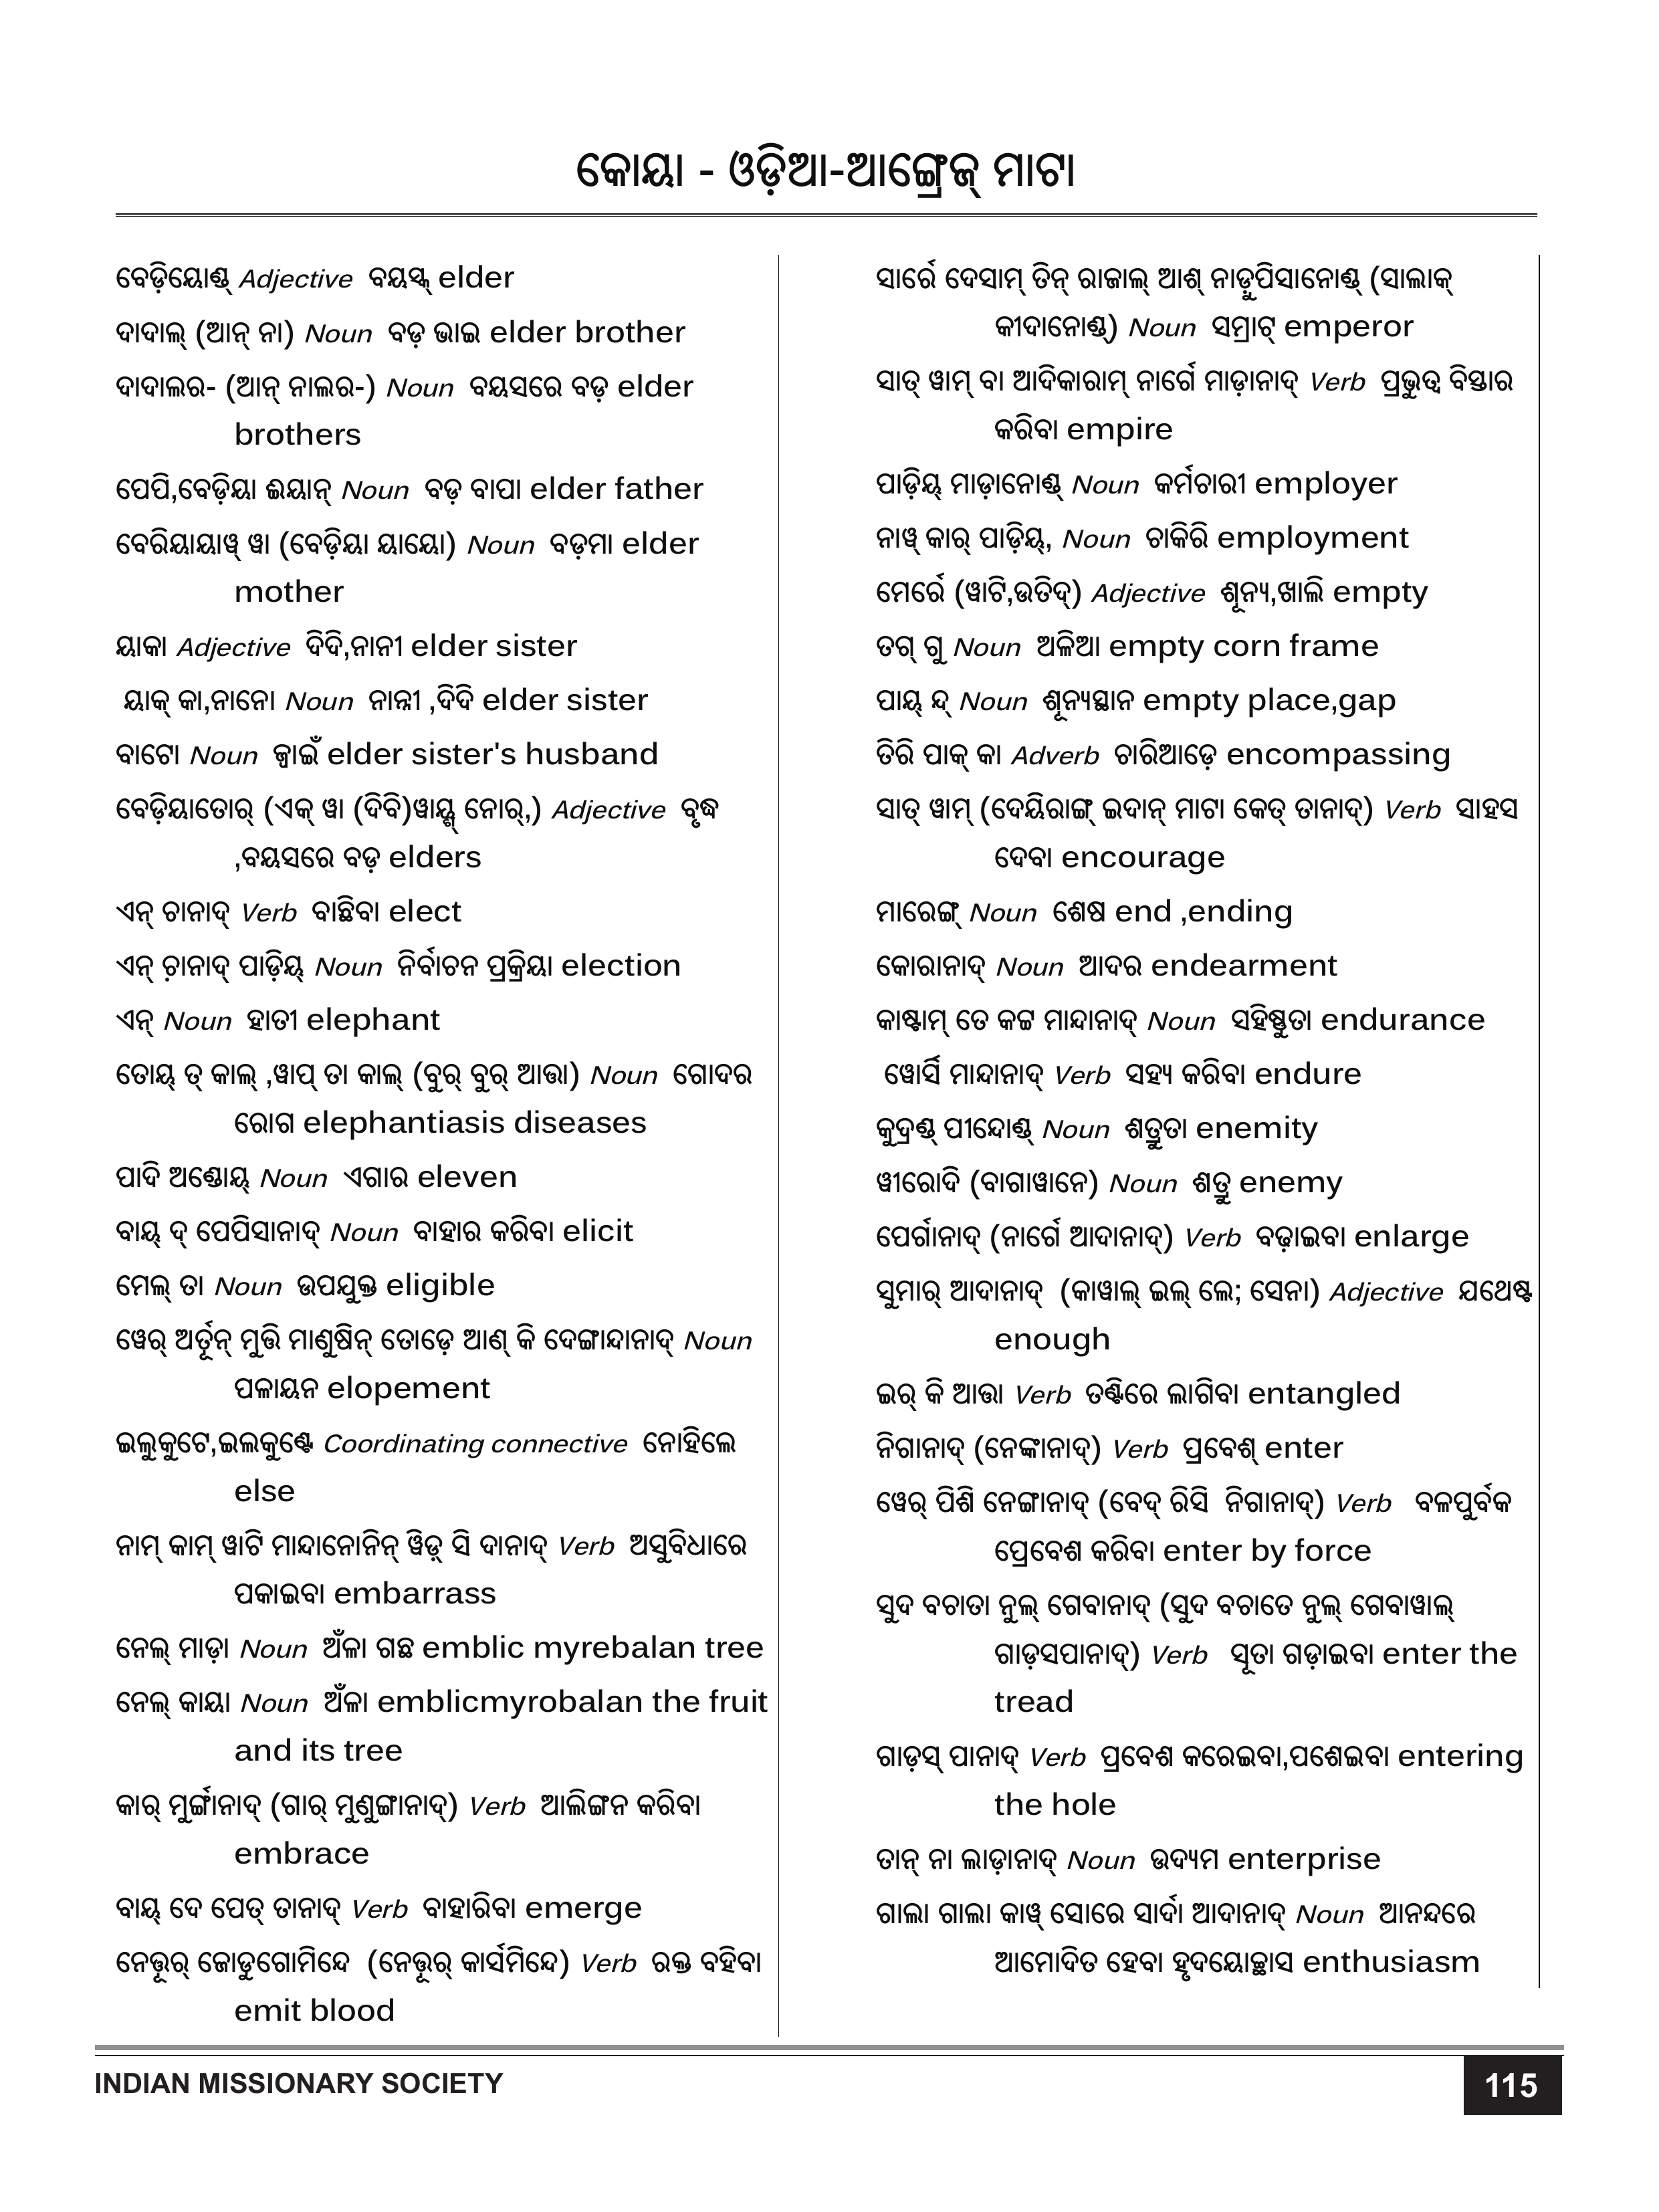 କୋୟା - ଓଡ଼ିଆ-ଆଙ୍ଗ୍ରେଜ୍ ମାଟା
ବେଡ଼ିୟୋଣ୍ଡ୍ Adjective ବୟସ୍କ୍ elder
ଦାଦାଲ୍ (ଆନ୍ ନା) Noun ବଡ଼ ଭାଇ elder brother
ଦାଦାଲର- (ଆନ୍ ନାଲର-) Noun ବୟସରେ ବଡ଼ elder
brothers
ପେପି,ବେଡ଼ିୟା ଈୟାନ୍ Noun ବଡ଼ ବାପା elder father
ବେରିୟାୟାୱ୍ ୱା (ବେଡ଼ିୟା ୟାୟୋ) Noun ବଡ଼ମା elder
mother
ୟାକା Adjective ଦିଦି,ନାନୀ elder sister
ୟାକ୍ କା,ନାନୋ Noun ନାନ୍ନୀ ,ଦିଦି elder sister
ବାଟୋ Noun ଜ୍ୱାଇଁ elder sister's husband
ବେଡ଼ିୟାତୋର୍ (ଏକ୍ ୱା (ଦିବି)ୱାୟ୍ଶ୍ ନୋର୍,) Adjective ବୃଦ୍ଧ
,ବୟସରେ ବଡ଼ elders
ଏନ୍ ଚାନାଦ୍ Verb ବାଛିବା elect
ଏନ୍ ଚ଼ାନାଦ୍ ପାଡ଼ିୟ୍ Noun ନିର୍ବାଚନ ପ୍ରକ୍ରିୟା election
ଏନ୍ Noun ହାତୀ elephant
ତୋୟ୍ ତ୍ କାଲ୍ ,ୱାପ୍ ତା କାଲ୍ (ବୁର୍ ବୁର୍ ଆତ୍ତା) Noun ଗୋଦର
ରୋଗ elephantiasis diseases
ପାଦି ଅଣ୍ଡୋୟ୍ Noun ଏଗାର eleven
ବାୟ୍ ଦ୍ ପେପିସାନାଦ୍ Noun ବାହାର କରିବା elicit
ମେଲ୍ ତା Noun ଉପଯୁକ୍ତ eligible
ୱେର୍ ଅର୍ତୂନ୍ ମୁତ୍ତି ମାଣୁଷିନ୍ ତୋଡ଼େ ଆଣ୍ କି ଦେଙ୍ଗାନ୍ଦାନାଦ୍ Noun
ପଳାୟନ elopement
ଇଲୁକୁଟେ,ଇଲକୁଣ୍ଟେ Coordinating connective ନୋହିଲେ
else
ନାମ୍ କାମ୍ ୱାଟି ମାନ୍ଦାନୋନିନ୍ ୱିଡ଼୍ ସି ଦାନାଦ୍ Verb ଅସୁବିଧାରେ
ପକାଇବା embarrass
ନେଲ୍ ମାଡ଼ା Noun ଅଁଳା ଗଛ emblic myrebalan tree
ନେଲ୍ କାୟା Noun ଅଁଳା emblicmyrobalan the fruit
and its tree
କାର୍ ମୁର୍ଙ୍ଗାନାଦ୍ (ଗାର୍ ମୁଣୁଙ୍ଗାନାଦ୍) Verb ଆଲିଙ୍ଗନ କରିବା
embrace
ବାୟ୍ ଦେ ପେତ୍ ତାନାଦ୍ Verb ବାହାରିବା emerge
ନେତ୍ତୂର୍ ଜୋଡୁଗୋମିନ୍ଦେ (ନେତ୍ତୂର୍ କାର୍ସମିନ୍ଦେ) Verb ରକ୍ତ ବହିବା
emit blood
ସାର୍ରେ ଦେସାମ୍ ତିନ୍ ରାଜାଲ୍ ଆଶ୍ ନାଡ଼ୁପିସାନୋଣ୍ଡ୍ (ସାଲାକ୍
କୀଦାନୋଣ୍ଡ୍) Noun ସମ୍ରାଟ୍ emperor
ସାତ୍ ୱାମ୍ ବା ଆଦିକାରାମ୍ ନାର୍ଗେ ମାଡ଼ାନାଦ୍ Verb ପ୍ରଭୁତ୍ୱ ବିସ୍ତାର
କରିବା empire
ପାଡ଼ିୟ୍ ମାଡ଼ାନୋଣ୍ଡ୍ Noun କର୍ମଚାରୀ employer
ନାୱ୍ କାର୍ ପାଡ଼ିୟ୍, Noun ଚାକିରି employment
ମେର୍ରେ (ୱାଟି,ଉତିଦ୍) Adjective ଶୂନ୍ୟ,ଖାଲି empty
ତଗ୍ ଗୁ Noun ଅଳିଆ empty corn frame
ପାୟ୍ ନ୍ଦ୍ Noun ଶୂନ୍ୟସ୍ଥାନ empty place,gap
ତିରି ପାକ୍ କା Adverb ଚାରିଆଡ଼େ encompassing
ସାତ୍ ୱାମ୍ (ଦେୟିରାଙ୍ଗ୍ ଇଦାନ୍ ମାଟା କେତ୍ ତାନାଦ୍) Verb ସାହସ
ଦେବା encourage
ମାରେଙ୍ଗ୍ Noun ଶେଷ end ,ending
କୋରାନାଦ୍ Noun ଆଦର endearment
କାଷ୍ଟାମ୍ ତେ କଟ୍ଟ ମାନ୍ଦାନାଦ୍ Noun ସହିଷ୍ଣୁତା endurance
ୱୋର୍ସି ମାନ୍ଦାନାଦ୍ Verb ସହ୍ୟ କରିବା endure
କୁଦ୍ରଣ୍ଡ୍ ପୀନ୍ଦୋଣ୍ଡ୍ Noun ଶତ୍ରୁତା enemity
ୱୀରୋଦି (ବାଗାୱାନେ) Noun ଶତ୍ରୁ enemy
ପେର୍ଗାନାଦ୍ (ନାର୍ଗେ ଆଦାନାଦ୍) Verb ବଢ଼ାଇବା enlarge
ସୁମାର୍ ଆଦାନାଦ୍ (କାୱାଲ୍ ଇଲ୍ ଲେ; ସେନା) Adjective ଯଥେଷ୍ଟ
enough
ଇର୍ କି ଆତ୍ତା Verb ତଣ୍ଟିରେ ଲାଗିବା entangled
ନିଗାନାଦ୍ (ନେଙ୍କାନାଦ୍) Verb ପ୍ରବେଶ୍ enter
ୱେର୍ ପିଶି ନେଙ୍ଗାନାଦ୍ (ବେଦ୍ ରିସି ନିଗାନାଦ୍) Verb ବଳପୁର୍ବକ
ପ୍ରେବେଶ କରିବା enter by force
ସୁଦ ବଚାତା ନୁଲ୍ ଗେବାନାଦ୍ (ସୁଦ ବଚାତେ ନୁଲ୍ ଗେବାୱାଲ୍
ଗାଡ଼ସପାନାଦ୍) Verb ସୂତା ଗଡ଼ାଇବା enter the
tread
ଗାଡ଼ସ୍ ପାନାଦ୍ Verb ପ୍ରବେଶ କରେଇବା,ପଶେଇବା entering
the hole
ତାନ୍ ନା ଲାଡ଼ାନାଦ୍ Noun ଉଦ୍ୟମ enterprise
ଗାଲା ଗାଲା କାୱ୍ ସୋରେ ସାର୍ଦା ଆଦାନାଦ୍ Noun ଆନନ୍ଦରେ
ଆମୋଦିତ ହେବା ହୃଦୟୋଚ୍ଛାସ enthusiasm
INDIAN MISSIONARY SOCIETY
115